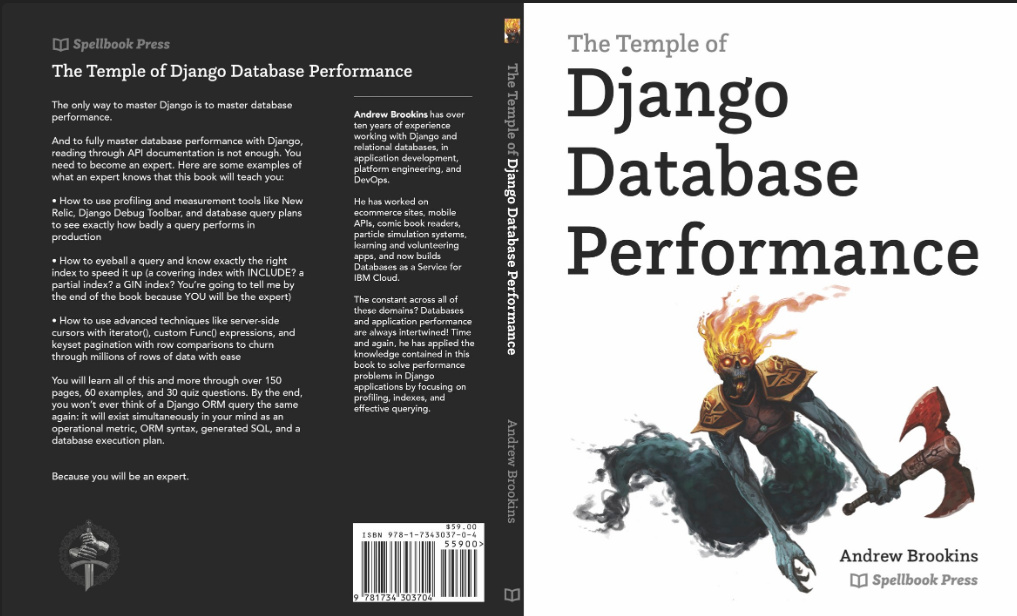 Spellbook Press
The Temple of Django Database Performance
The only way to master Django is to master database
performance.
And to fully master database performance with Django,
reading through API documentation is not enough. You
need to become an expert. Here are some examples of
what an expert knows that this book will teach you:
• How to use profiling and measurement tools like New
Relic, Django Debug Toolbar, and database query plans
to see exactly how badly a query performs in
production
• How to eyeball a query and know exactly the right
index to speed it up (a covering index with INCLUDE? a
partial index? a GIN index? You're going to tell me by
the end of the book because YOU will be the expert)
• How to use advanced techniques like server-side
cursors with iterator(), custom Func() expressions, and
keyset pagination with row comparisons to churn
through millions of rows of data with ease
You will learn all of this and more through over 150
pages, 60 examples, and 30 quiz questions. By the end,
you won't ever think of a Django ORM query the same
again: it will exist simultaneously in your mind as an
operational metric, ORM syntax, generated SQL, and a
database execution plan.
Because you will be an expert.
Andrew Brookins has over
ten years of experience
working with Django and
relational databases, in
application development,
platform engineering, and
DevOps.
He has worked on
ecommerce sites, mobile
APIs, comic book readers,
particle simulation systems,
learning and volunteering
apps, and now builds
Databases as a Service for
IBM Cloud.
The constant across all of
these domains? Databases
and application performance
are always intertwined! Time
and again, he has applied the
knowledge contained in this
book to solve performance
problems in Django
applications by focusing on
profiling, indexes, and
effective querying.
$59.00
ISBN 978-1-7343037-0-4
55900>
9 781734 303704
The Temple of Django Database Performance
Andrew Brookins
The Temple of
Django
Database
Performance
Andrew Brookins
Spellbook Press